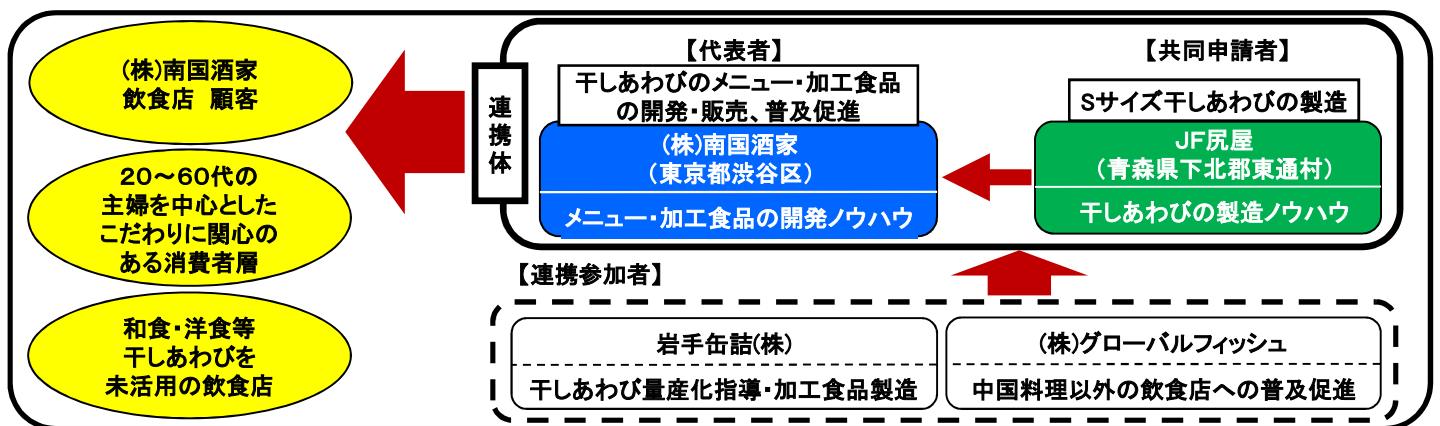 (株)南国酒家
飲食店　顧客
20～60代の
主婦を中心とした
こだわりに関心の
ある消費者層
和食・洋食等
干しあわびを
未活用の飲食店
連携体
【代表者】
干しあわびのメニュー・加工食品
の開発・販売、普及促進
(株)南国酒家
（東京都渋谷区）
メニュー・加工食品の開発ノウハウ
【共同申請者】
Sサイズ干しあわびの製造
JF尻屋
（青森県下北郡東通村）
干しあわびの製造ノウハウ
【連携参加者】
岩手缶詰(株)
干しあわび量産化指導・加工食品製造
(株)グローバルフィッシュ
中国料理以外の飲食店への普及促進